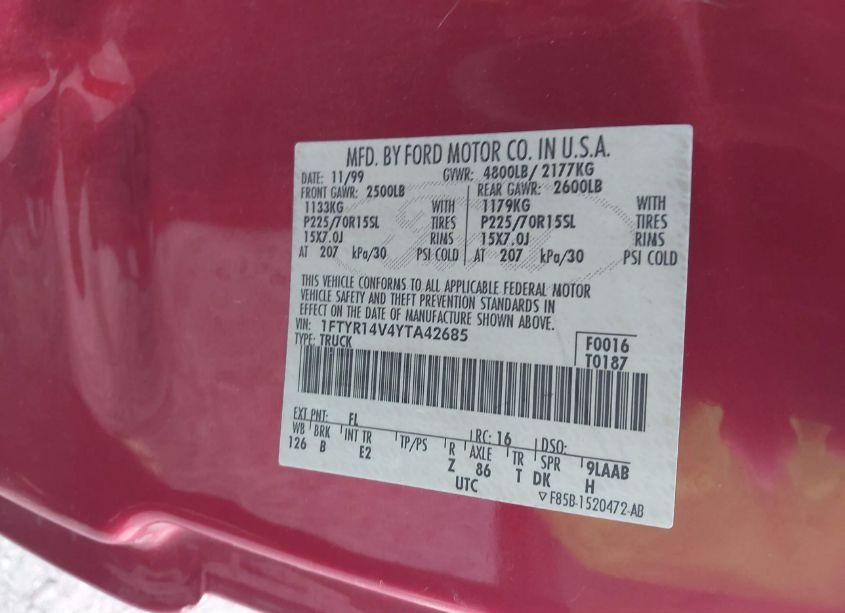 MFD. BY FORD MOTOR CO. IN U.S.A.
DATE: 11/99 GVWR: 4800LB/ 2177KG
FRONT GAWR: 2500LB REAR GAWR: 2600LB
1133KG WITH 1179KG WITH
P225/70R15SL TIRES P225/70R15SL TIRES
15X7.0J RIMS 15X7.0J RIMS
AT 207 kPa/30 PSI COLD AT 207 kPa/30 PSI COLD
THIS VEHICLE CONFORMS TO ALL APPLICABLE FEDERAL MOTOR
VEHICLE SAFETY AND THEFT PREVENTION STANDARDS IN
EFFECT ON THE DATE OF MANUFACTURE SHOWN ABOVE.
VIN: 1FTYR14V4YTA42685
TYPE: TRUCK F0016
T0187
EXT PNT: FL RC: 16 DSO:
WB BRK INT TR TP/PS R AXLE TR SPR 9LAAB
126 B E2 Z 86 T DK H
UTC
F85B-1520472-AB